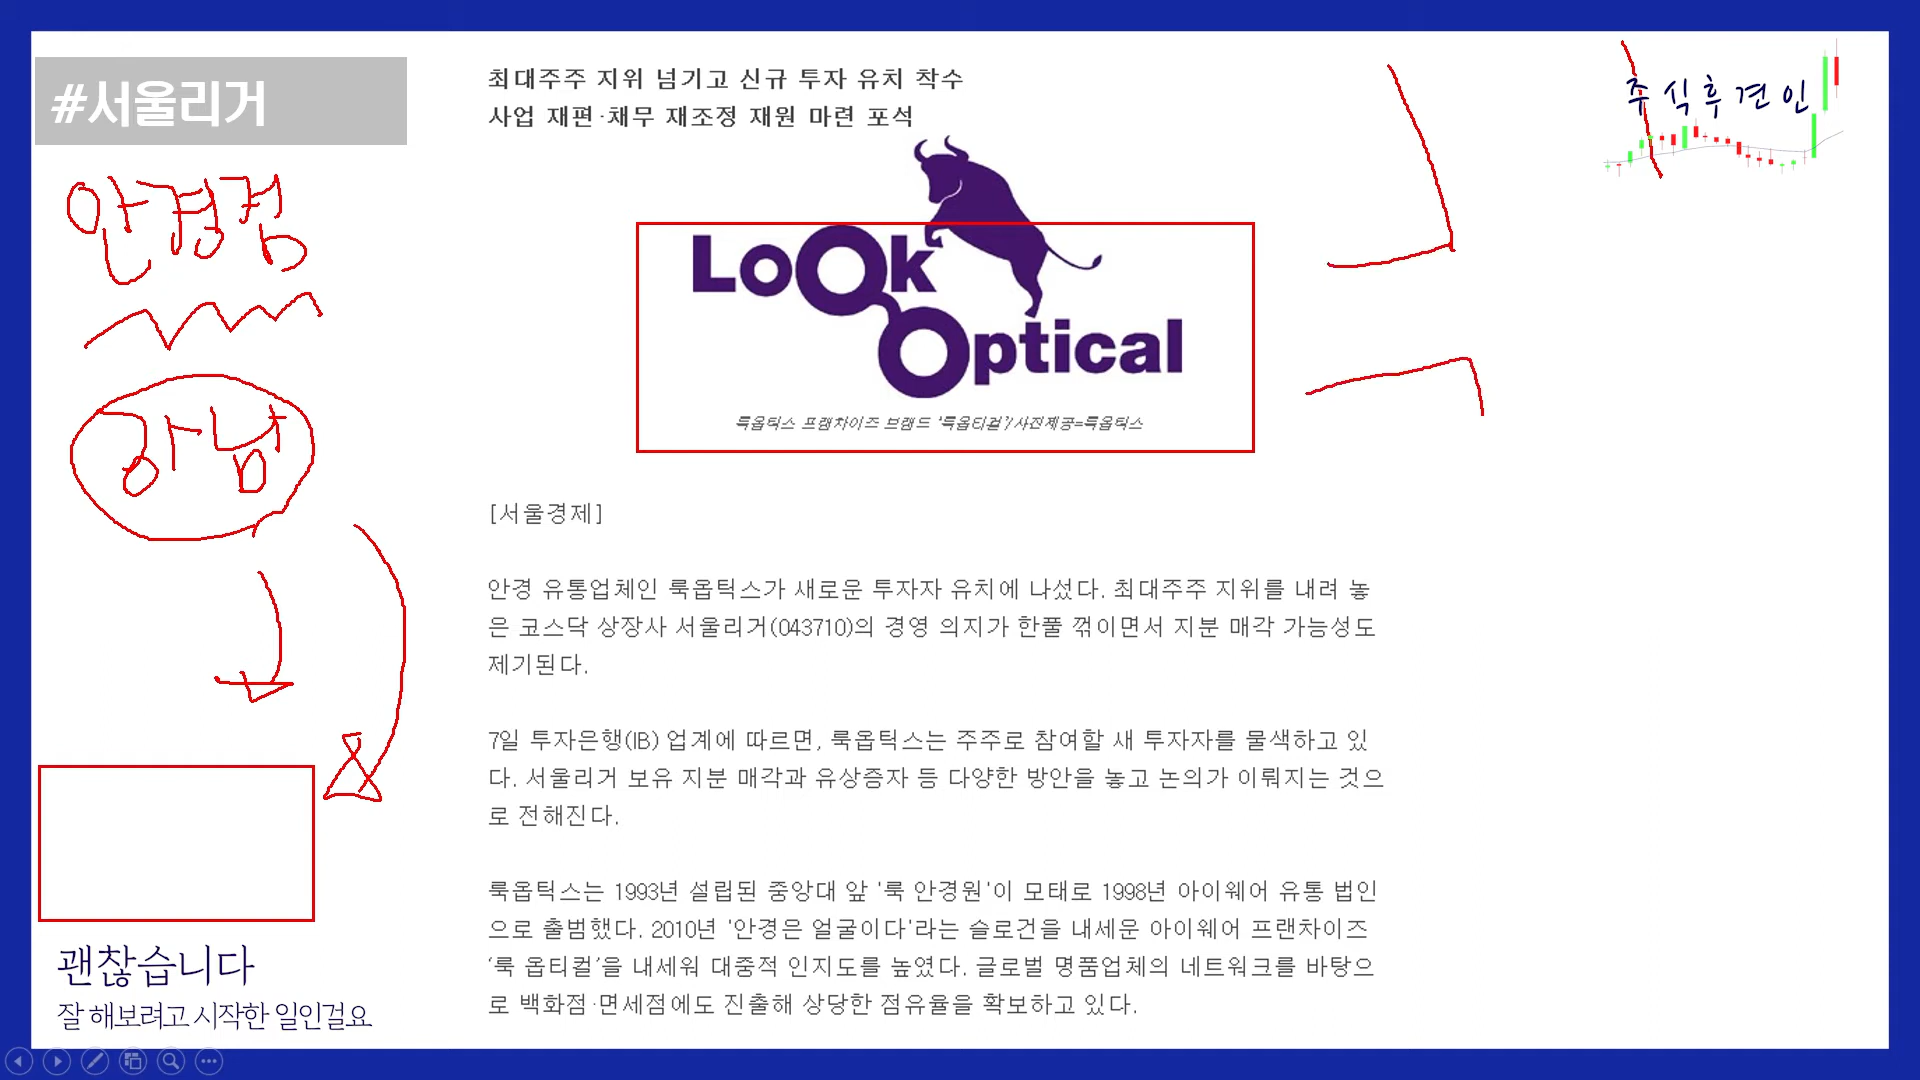 #서울리거
최대주주 지위 넘기고 신규 투자 유치 착수
사업 재편·채무 재조정 재원 마련 포석
주식후견인
안경점
강남
Look
Optical
룩옵틱스 프랜차이즈 브랜드 '룩옵티컬'/사진제공=룩옵틱스
[서울경제]
안경 유통업체인 룩옵틱스가 새로운 투자자 유치에 나섰다. 최대주주 지위를 내려 놓
은 코스닥 상장사 서울리거(043710)의 경영 의지가 한풀 꺾이면서 지분 매각 가능성도
제기된다.
7일 투자은행(IB) 업계에 따르면, 룩옵틱스는 주주로 참여할 새 투자자를 물색하고 있
다. 서울리거 보유 지분 매각과 유상증자 등 다양한 방안을 놓고 논의가 이뤄지는 것으
로 전해진다.
룩옵틱스는 1993년 설립된 중앙대 앞 '룩 안경원'이 모태로 1998년 아이웨어 유통 법인
으로 출범했다. 2010년 '안경은 얼굴이다'라는 슬로건을 내세운 아이웨어 프랜차이즈
‘룩 옵티컬’을 내세워 대중적 인지도를 높였다. 글로벌 명품업체의 네트워크를 바탕으
로 백화점·면세점에도 진출해 상당한 점유율을 확보하고 있다.
괜찮습니다
잘 해보려고 시작한 일인걸요